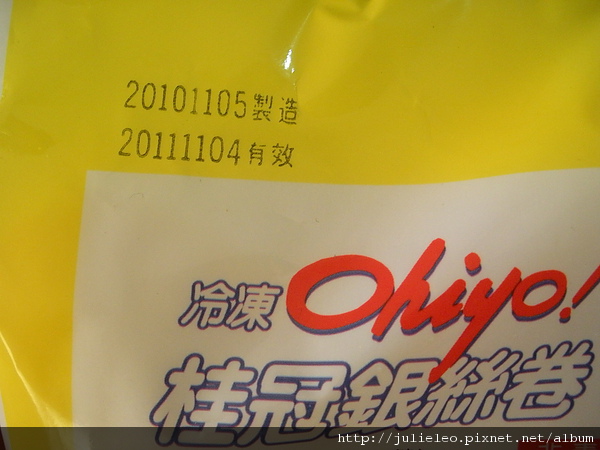 20101105製造
20111104有效
冷凍 Ohiyo!
桂冠銀絲卷
http://julieleo.pixnet.net/album